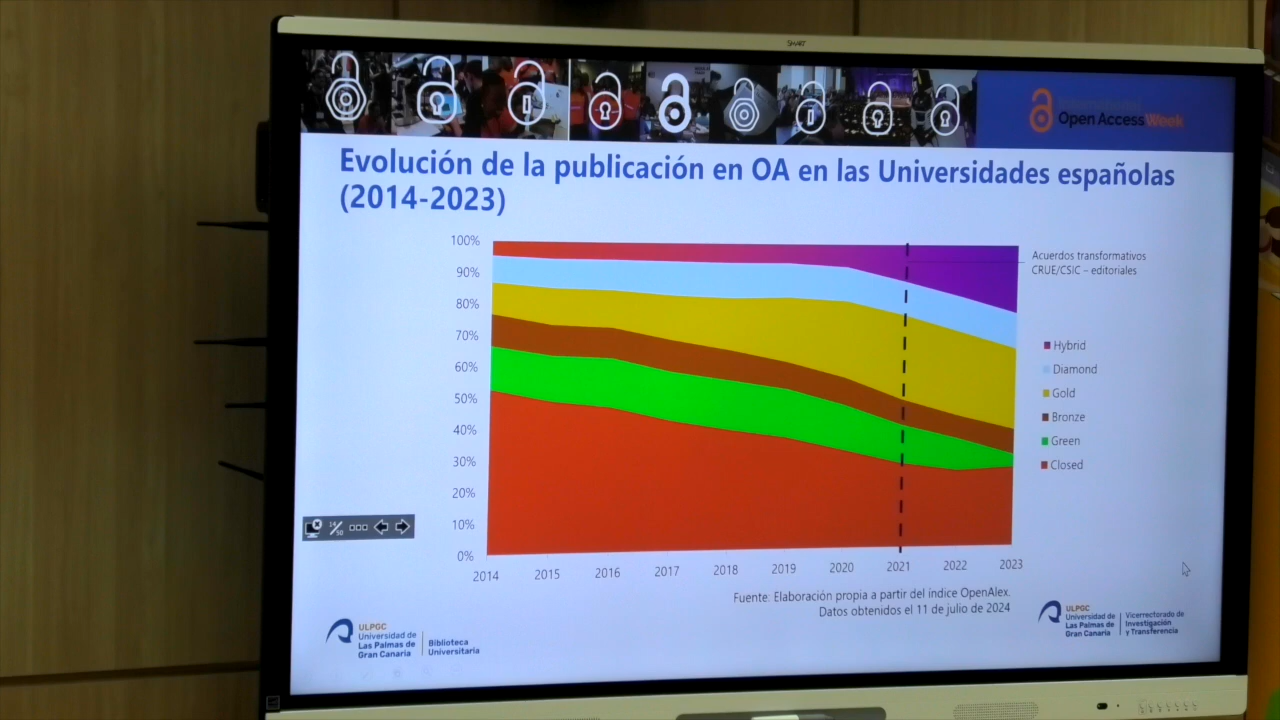 SMART
International
Open Access Week
Evolución de la publicación en OA en las Universidades españolas
(2014-2023)
100%
90%
80%
70%
60%
50%
40%
30%
20%
10%
0%
2014
2015
2016
2017
2018
2019
2020
2021
2022
2023
Acuerdos transformativos
CRUE/CSIC – editoriales
Hybrid
Diamond
Gold
Bronze
Green
Closed
14/50
Fuente: Elaboración propia a partir del índice OpenAlex.
Datos obtenidos el 11 de julio de 2024
ULPGC
Universidad de
Las Palmas de
Gran Canaria
Biblioteca
Universitaria
ULPGC
Universidad de
Las Palmas de
Gran Canaria
Vicerrectorado de
Investigación
y Transferencia